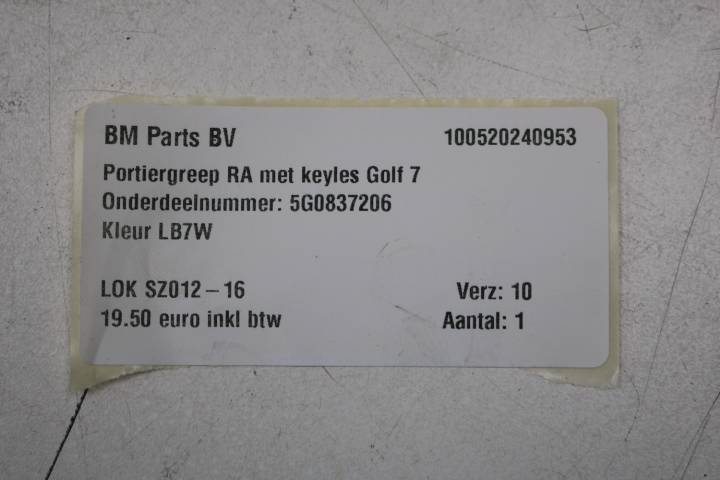 BM Parts BV 100520240953
Portiergreep RA met keyles Golf 7
Onderdeelnummer: 5G0837206
Kleur LB7W
LOK SZ012-16 Verz: 10
19.50 euro inkl btw Aantal: 1